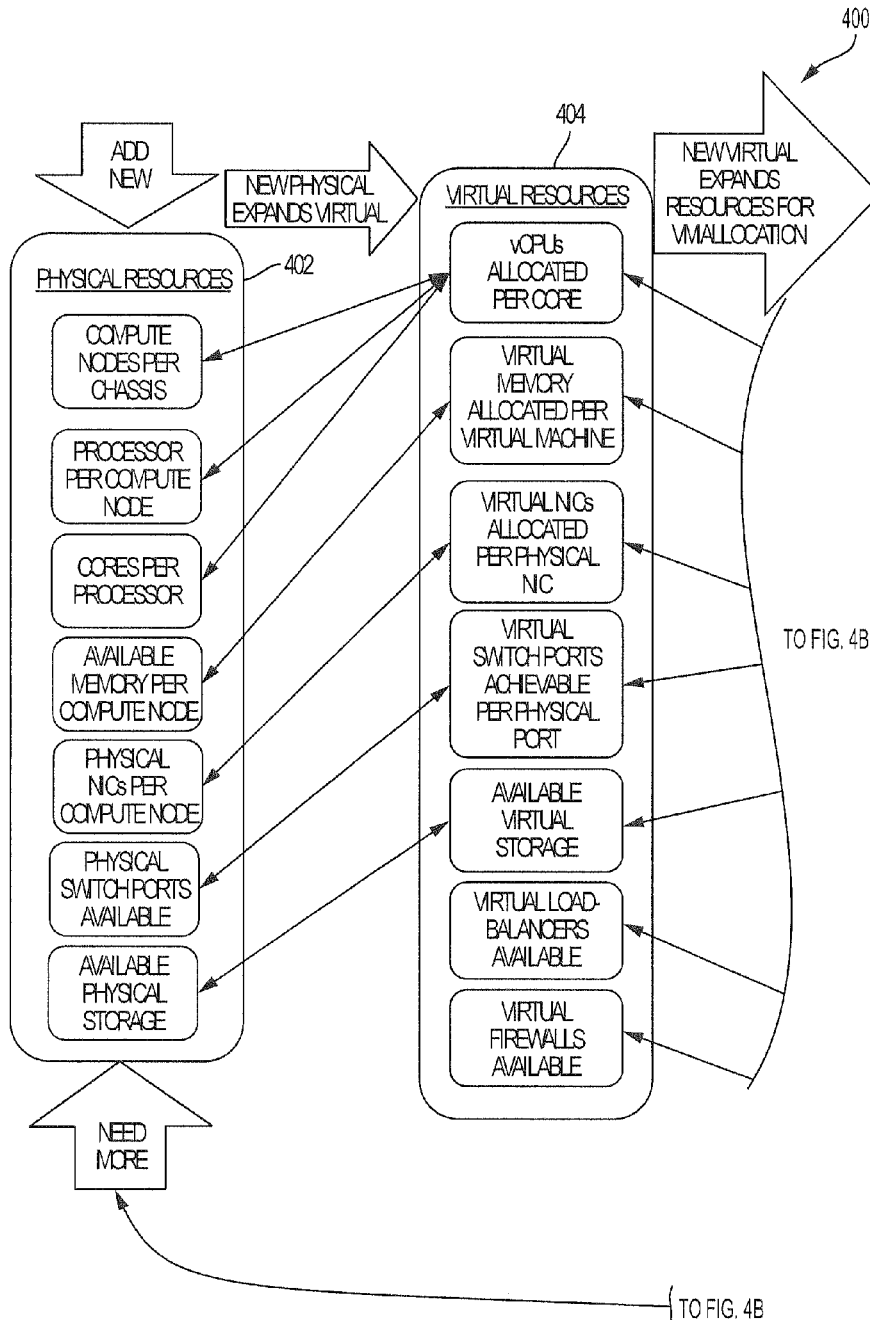 400
ADD
NEW
NEW PHYSICAL
EXPANDS VIRTUAL
404
NEW VIRTUAL
EXPANDS
RESOURCES FOR
VM ALLOCATION
PHYSICAL RESOURCES
402
COMPUTE
NODES PER
CHASSIS
PROCESSOR
PER COMPUTE
NODE
CORES PER
PROCESSOR
AVAILABLE
MEMORY PER
COMPUTE NODE
PHYSICAL
NICs PER
COMPUTE NODE
PHYSICAL
SWITCH PORTS
AVAILABLE
AVAILABLE
PHYSICAL
STORAGE
NEED
MORE
VIRTUAL RESOURCES
vCPUs
ALLOCATED
PER CORE
VIRTUAL
MEMORY
ALLOCATED PER
VIRTUAL MACHINE
VIRTUAL NICs
ALLOCATED
PER PHYSICAL
NIC
VIRTUAL
SWITCH PORTS
ACHIEVABLE
PER PHYSICAL
PORT
AVAILABLE
VIRTUAL
STORAGE
VIRTUAL LOAD-
BALANCERS
AVAILABLE
VIRTUAL
FIREWALLS
AVAILABLE
TO FIG. 4B
TO FIG. 4B